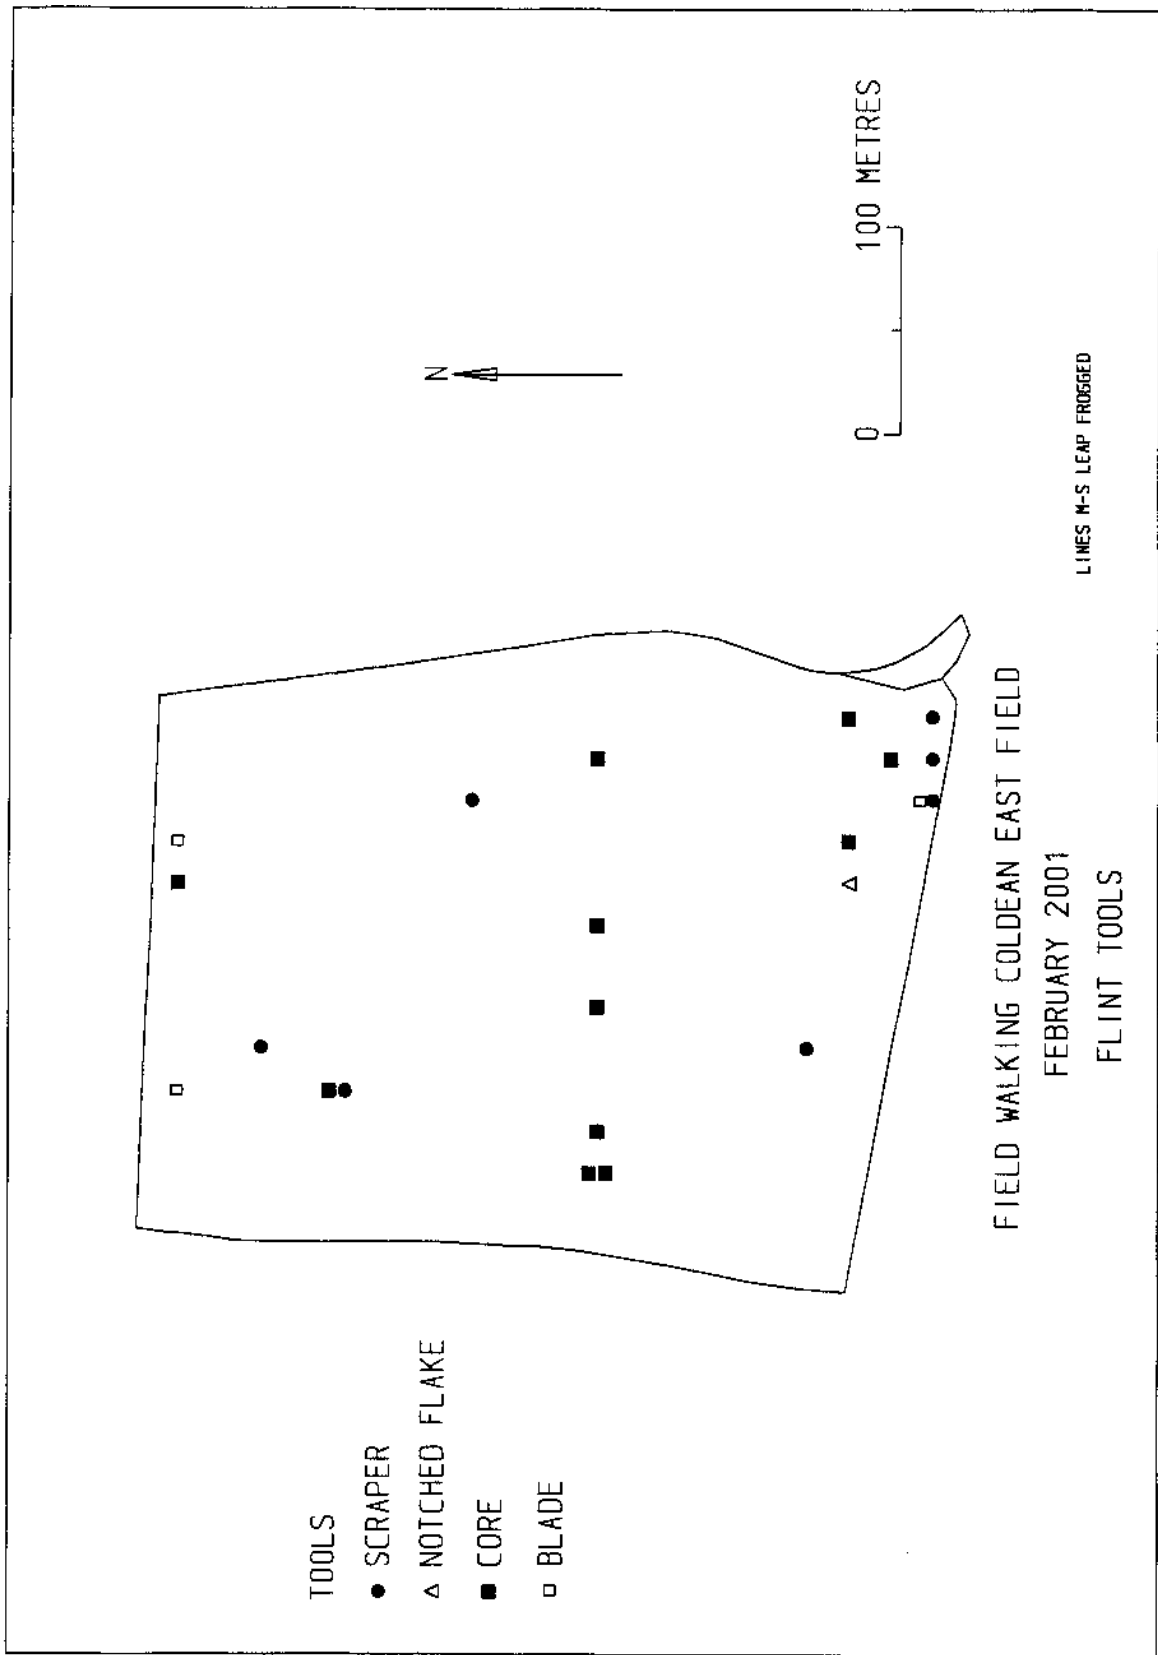 TOOLS
SCRAPER
NOTCHED FLAKE
CORE
BLADE
N
0 100 METRES
LINES M-S LEAP FROGGED
FIELD WALKING COLDEAN EAST FIELD
FEBRUARY 2001
FLINT TOOLS